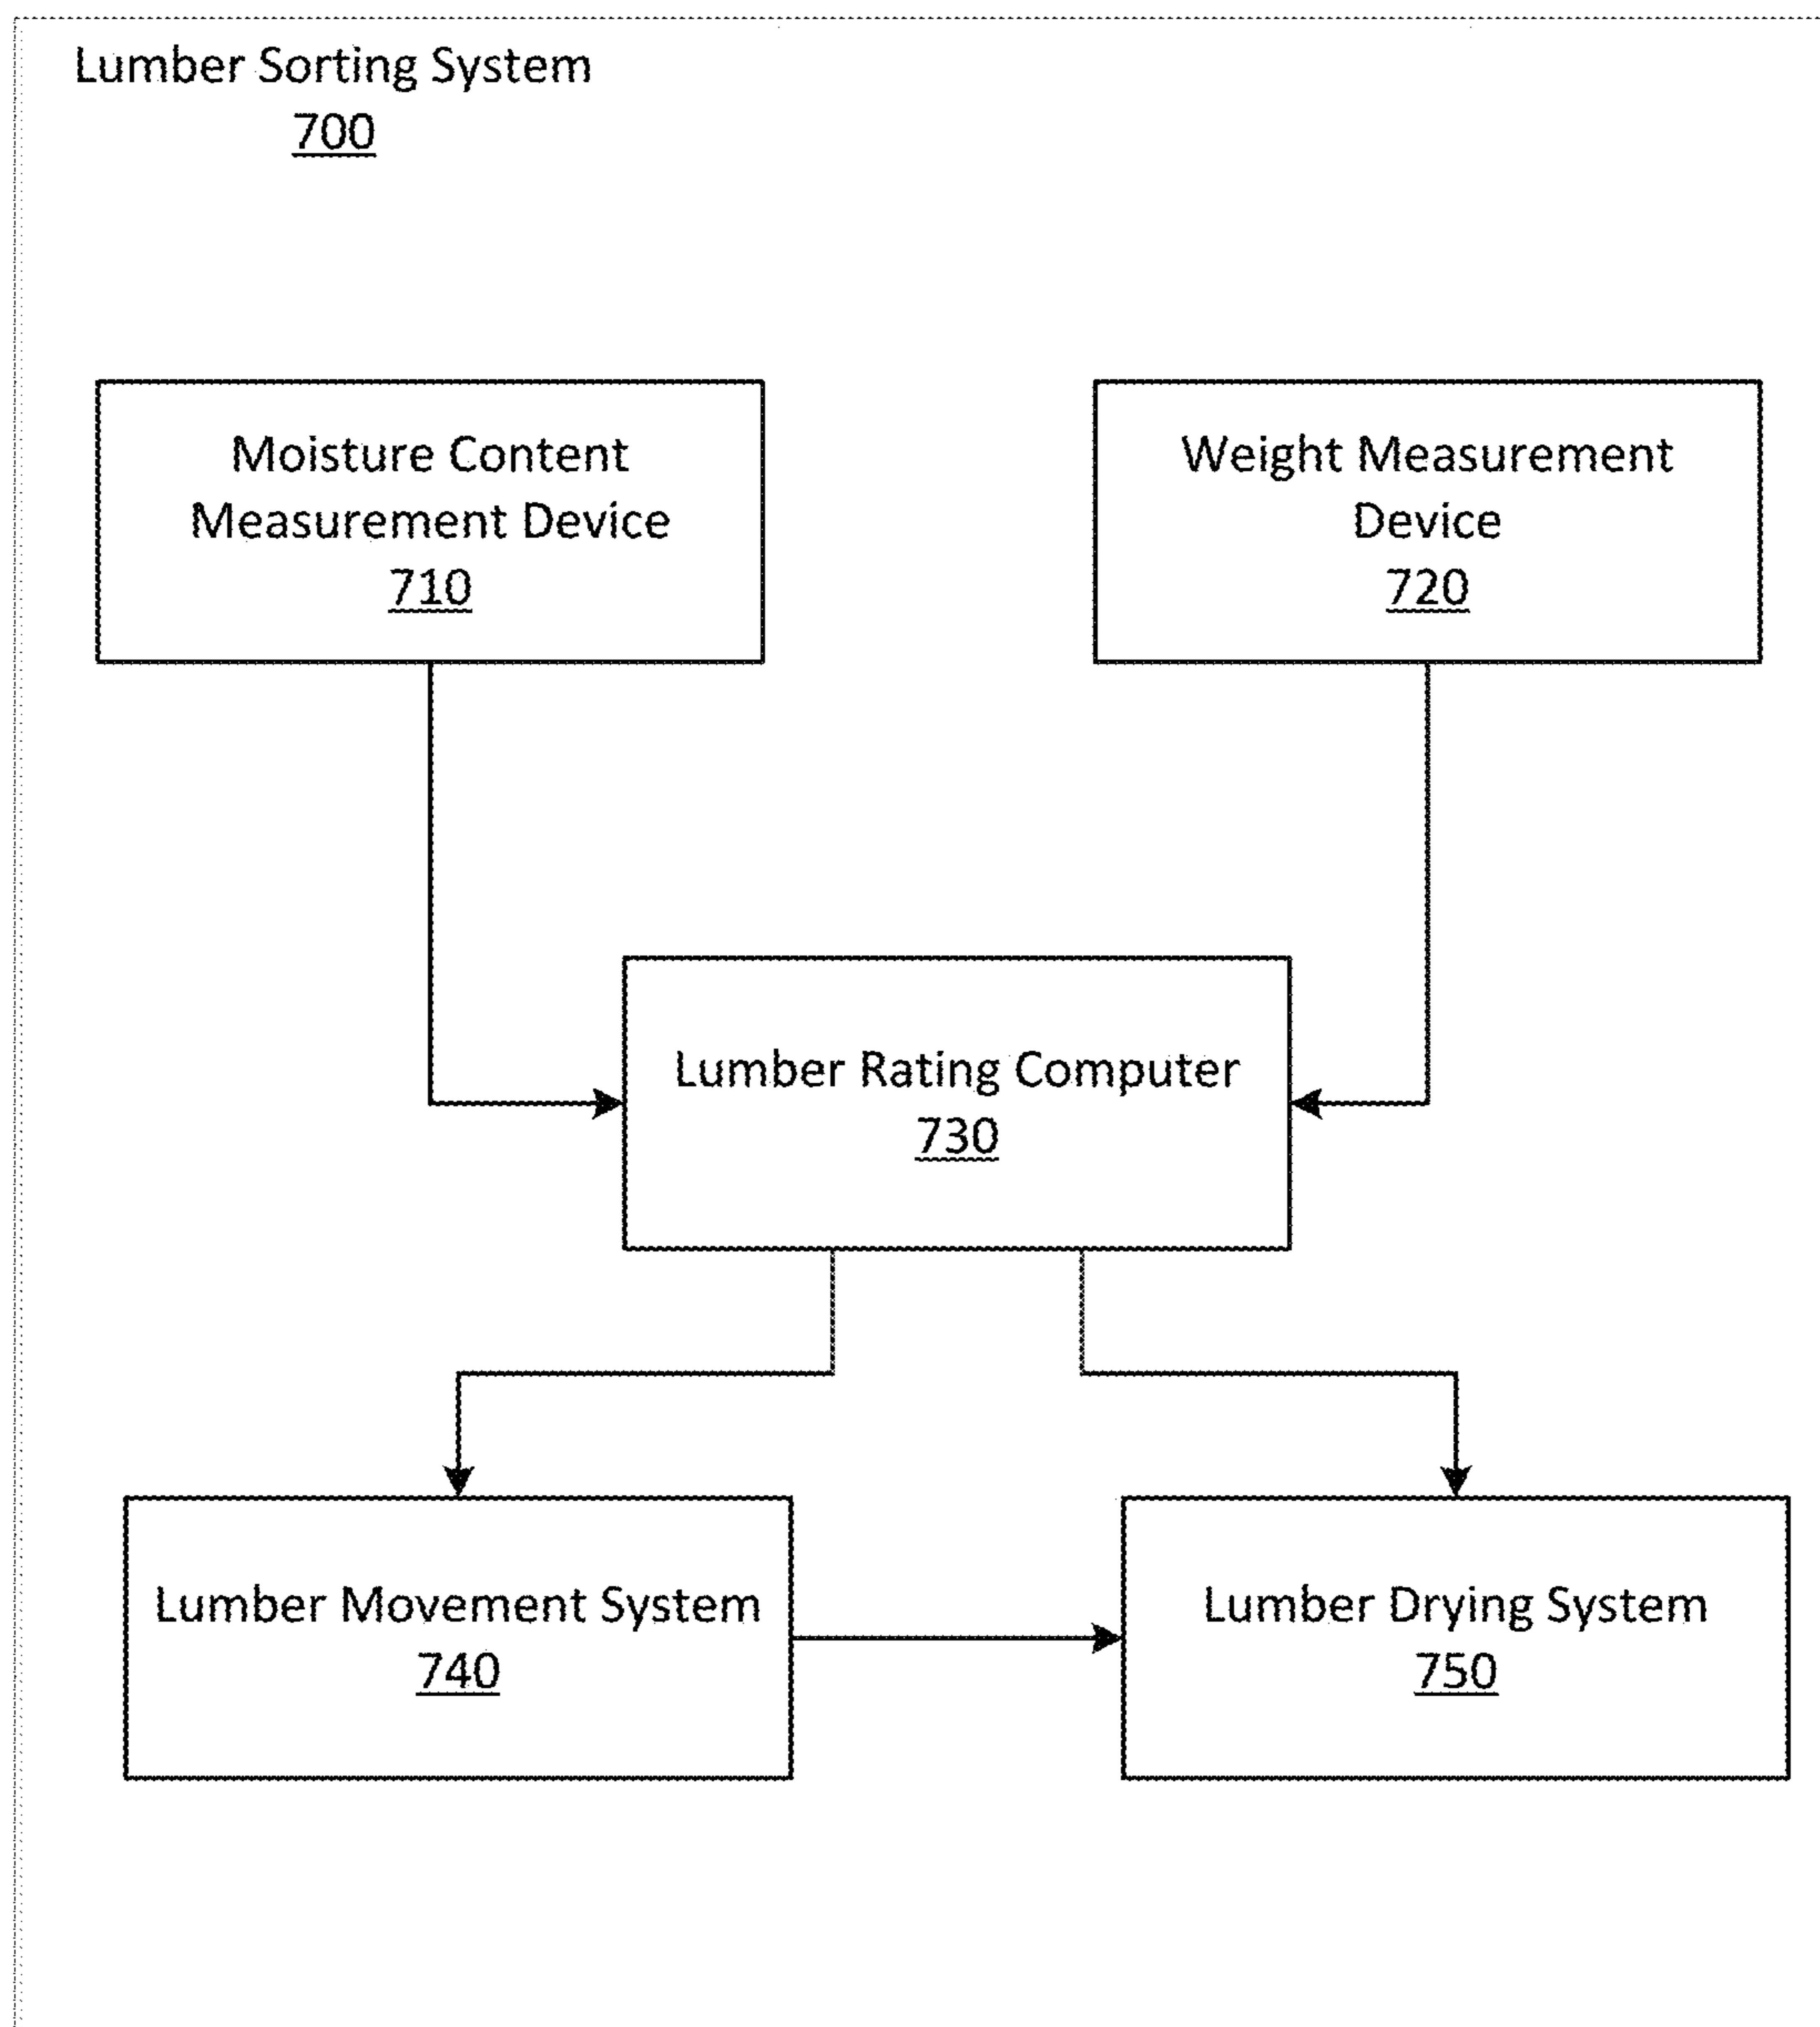 Lumber Sorting System
700
Moisture Content
Measurement Device
710
Weight Measurement
Device
720
Lumber Rating Computer
730
Lumber Movement System
740
Lumber Drying System
750